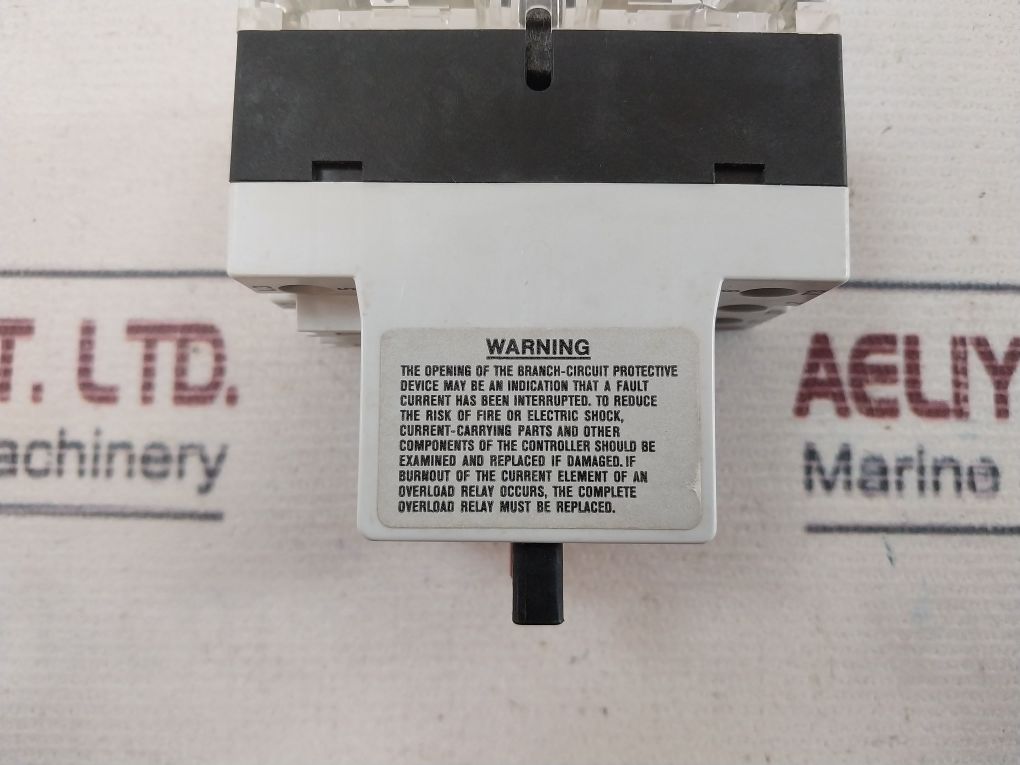 WARNING
THE OPENING OF THE BRANCH-CIRCUIT PROTECTIVE
DEVICE MAY BE AN INDICATION THAT A FAULT
CURRENT HAS BEEN INTERRUPTED. TO REDUCE
THE RISK OF FIRE OR ELECTRIC SHOCK,
CURRENT-CARRYING PARTS AND OTHER
COMPONENTS OF THE CONTROLLER SHOULD BE
EXAMINED AND REPLACED IF DAMAGED. IF
BURNOUT OF THE CURRENT ELEMENT OF AN
OVERLOAD RELAY OCCURS, THE COMPLETE
OVERLOAD RELAY MUST BE REPLACED.
T. LTD.
achinery
AELIY
Marine